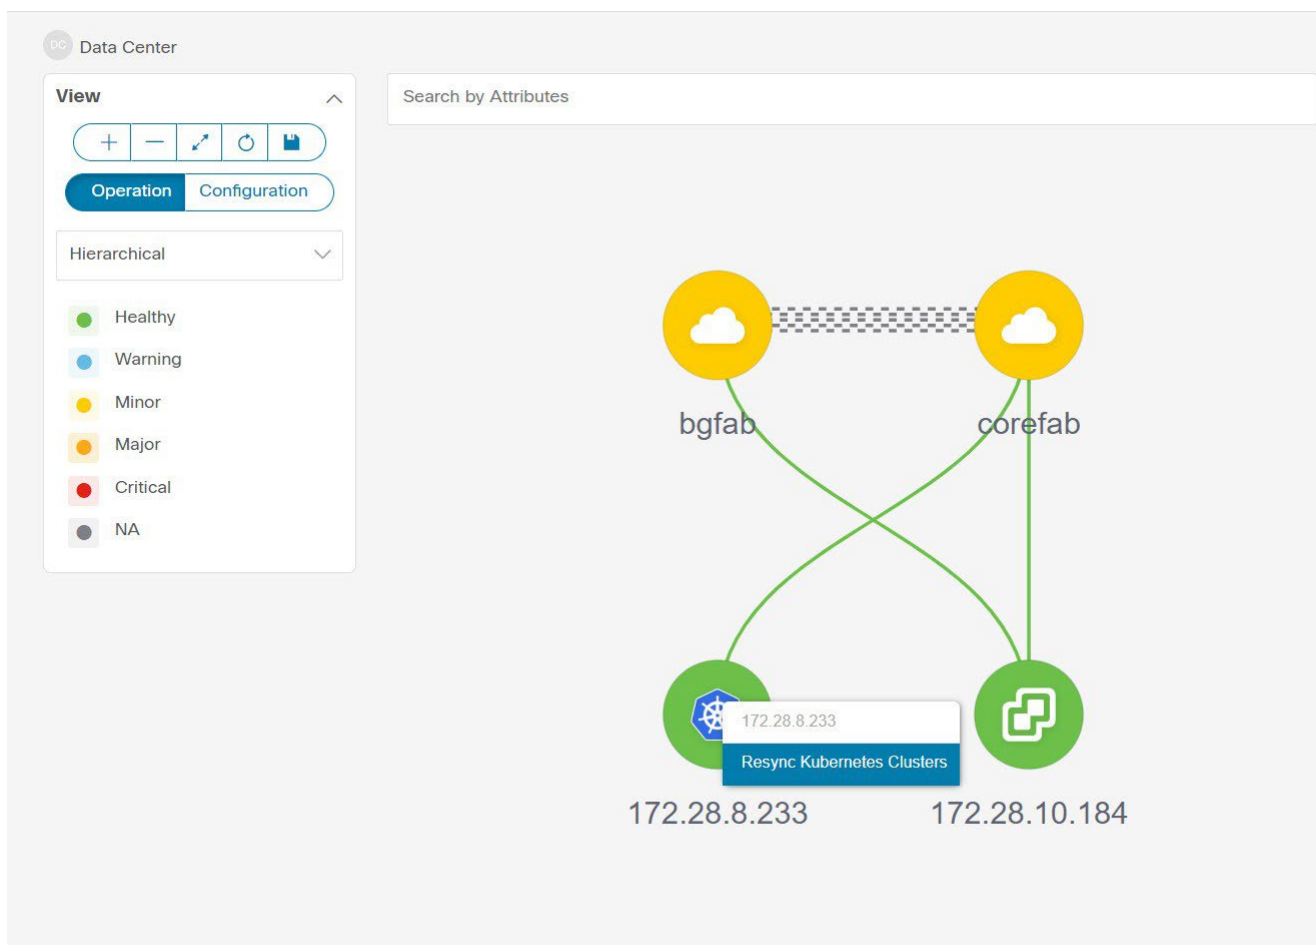 DC Data Center
View
Search by Attributes
Operation Configuration
Hierarchical
Healthy
Warning
Minor
Major
Critical
NA
bgfab
corefab
172.28.8.233
Resync Kubernetes Clusters
172.28.8.233
172.28.10.184